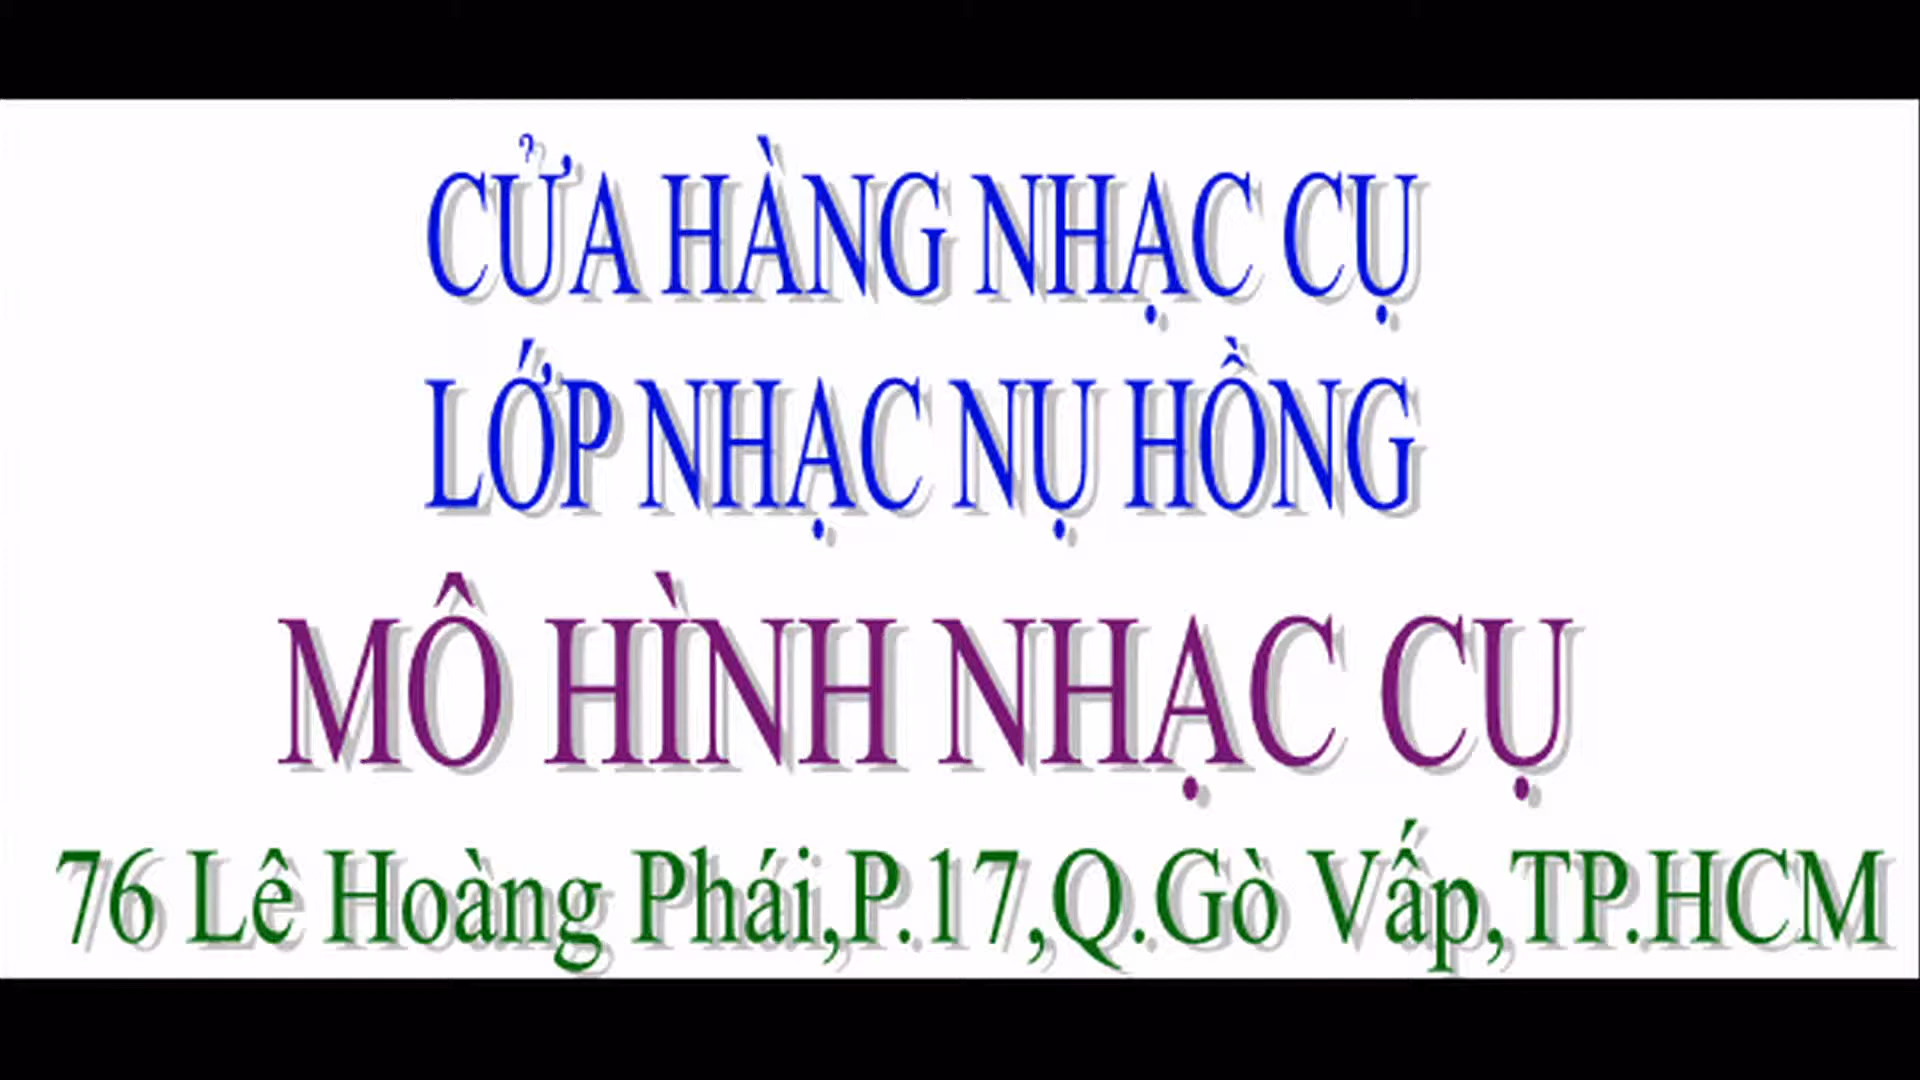 CỬA HÀNG NHẠC CỤ
LỚP NHẠC NỤ HỒNG
MÔ HÌNH NHẠC CỤ
76 Lê Hoàng Phái,P.17,Q.Gò Vấp,TP.HCM